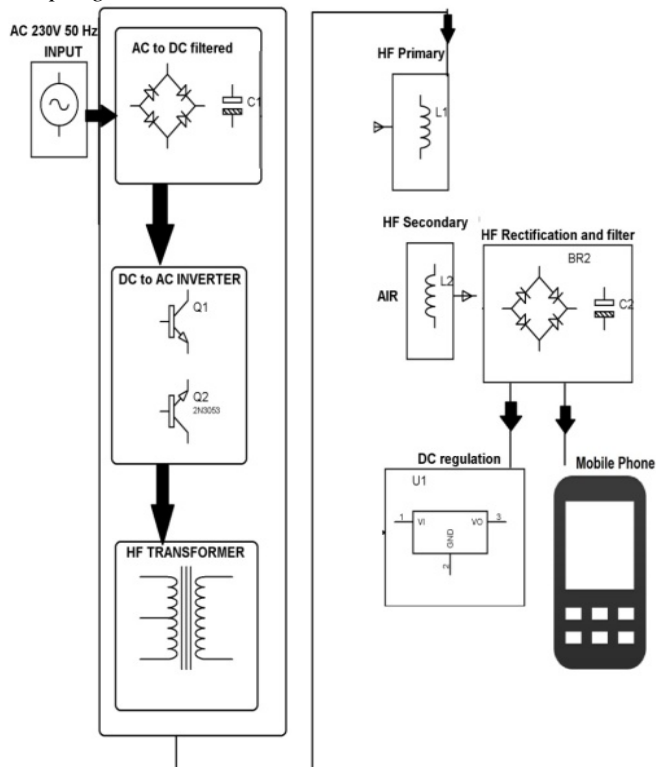 AC 230V 50 Hz
INPUT
AC to DC filtered
C1
DC to AC INVERTER
Q1
Q2
2N3053
HF TRANSFORMER
HF Primary
L1
HF Secondary
AIR
L2
HF Rectification and filter
BR2
C2
DC regulation
U1
1
VI
VO
3
GND
2
Mobile Phone